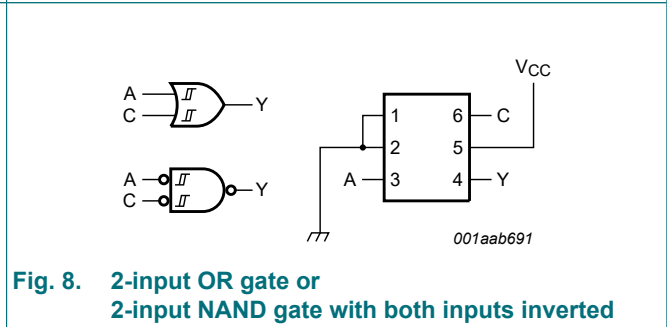 VCC
A
C
Y
1
6
C
2
5
A
C
Y
A
3
4
Y
001aab691
Fig. 8. 2-input OR gate or
2-input NAND gate with both inputs inverted